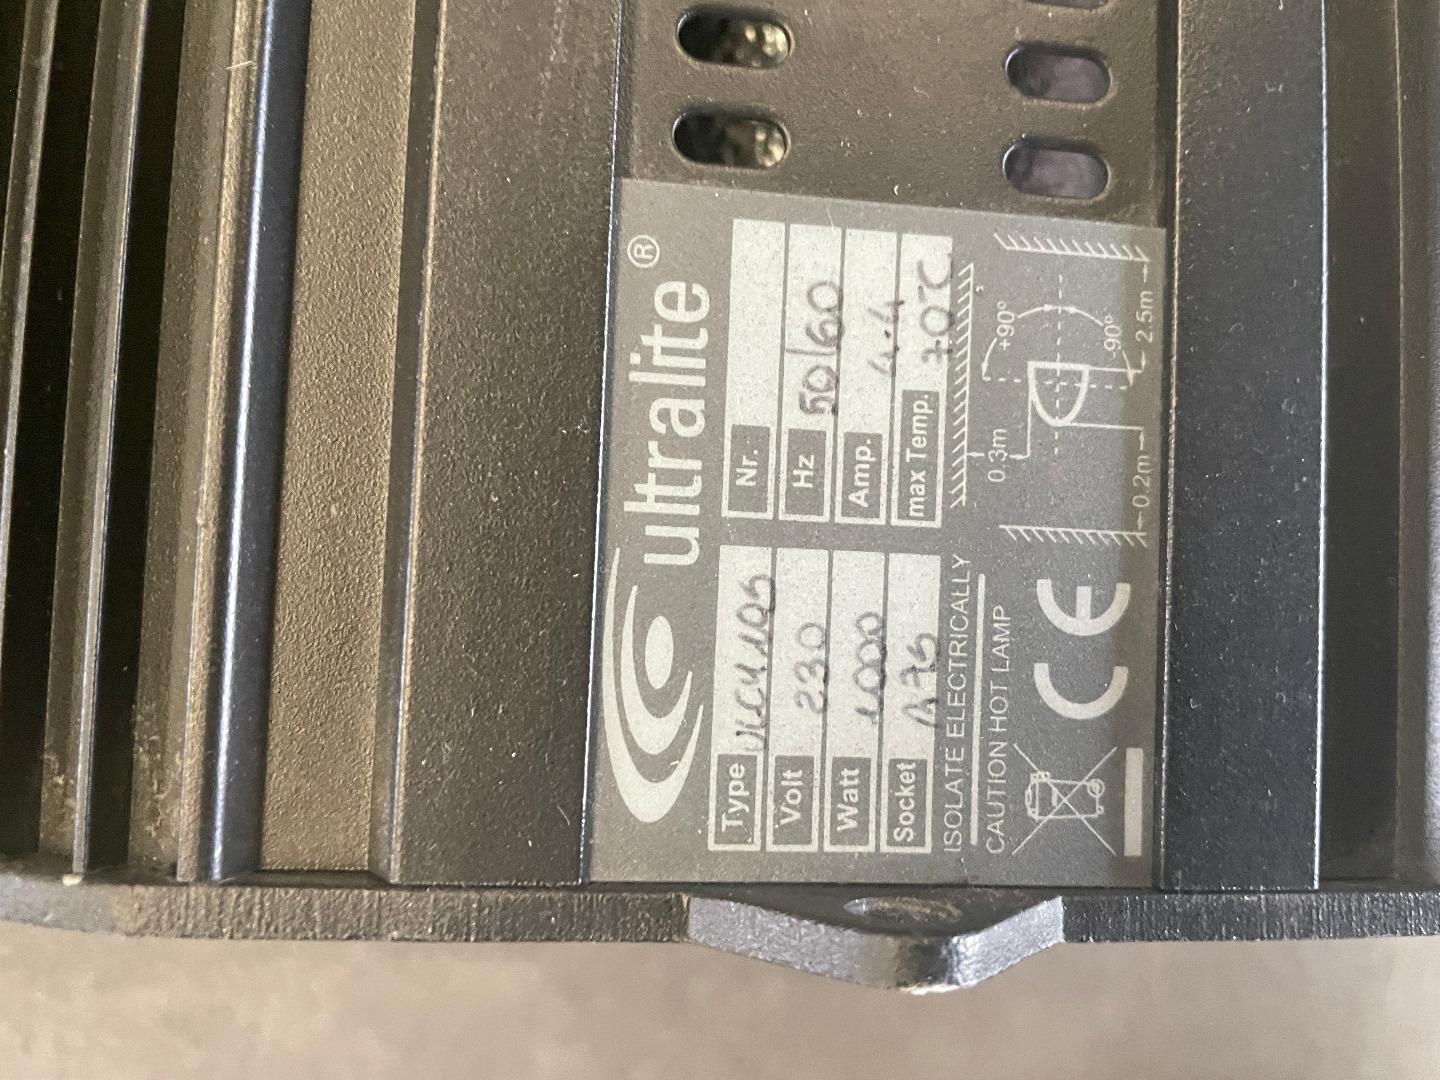 ultralite®
Type
Volt 230
Watt 1000
Socket
Nr.
Hz 50/60
Amp. 4.4
max Temp. 70°C
ISOLATE ELECTRICALLY
CAUTION HOT LAMP
CE
0.3m
+90°
-90°
0.2m
2.5m